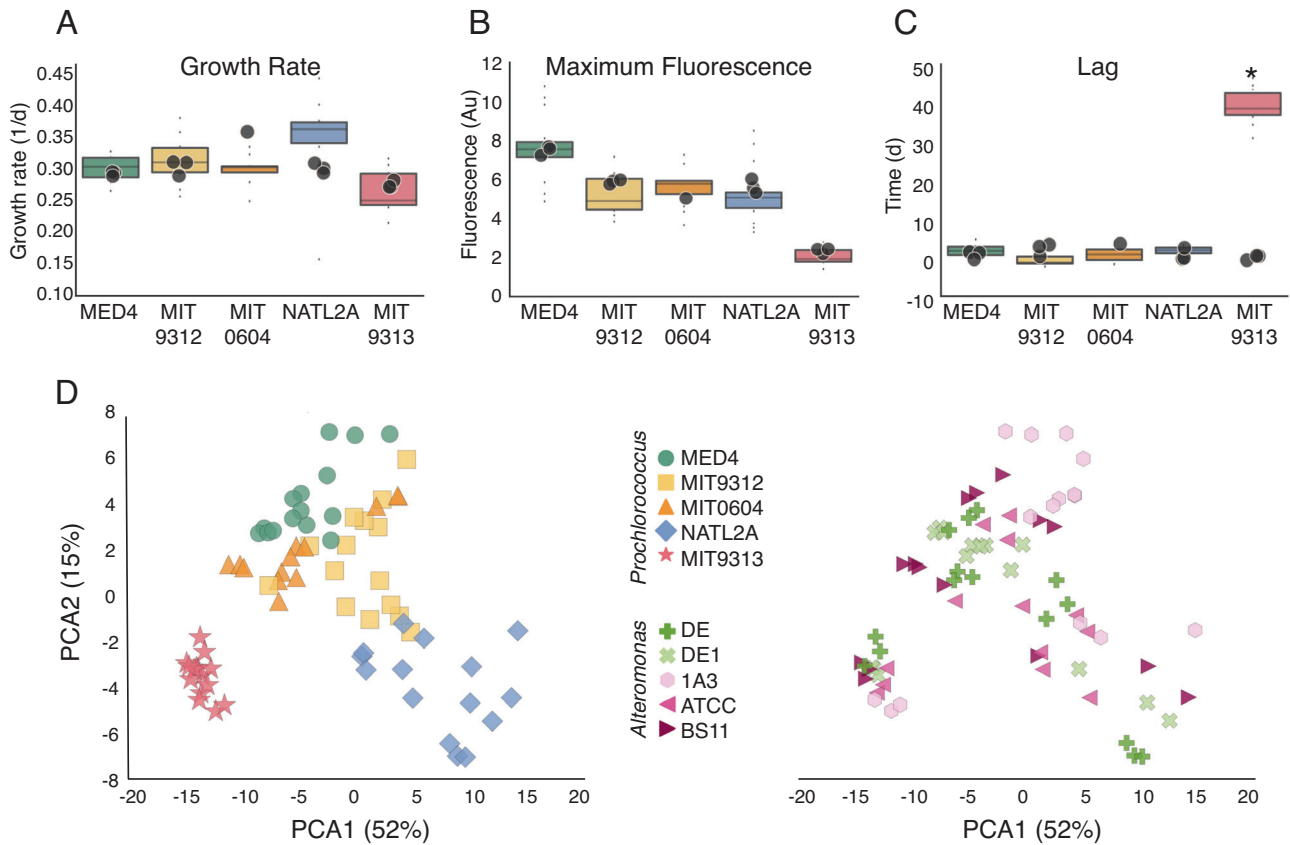 A
Growth Rate
Growth rate (1/d)
0.45
0.40
0.35
0.30
0.25
0.21
0.15
0.10
MED4
MIT
9312
MIT
0604
NATL2A
MIT
9313
B
Maximum Fluorescence
Fluorescence (Au)
12
10
8
6
4
2
0
MED4
MIT
9312
MIT
0604
NATL2A
MIT
9313
C
Lag
*
Time (d)
50
40
30
20
10
0
-10
MED4
MIT
9312
MIT
0604
NATL2A
MIT
9313
D
PCA2 (15%)
8
6
4
2
0
-2
-4
-6
-8
-20 -15 -10 -5 0 5 10 15 20
PCA1 (52%)
Prochlorococcus
MED4
MIT9312
MIT0604
NATL2A
MIT9313
Alteromonas
DE
DE1
1A3
ATCC
BS11
-20 -15 -10 -5 0 5 10 15 20
PCA1 (52%)